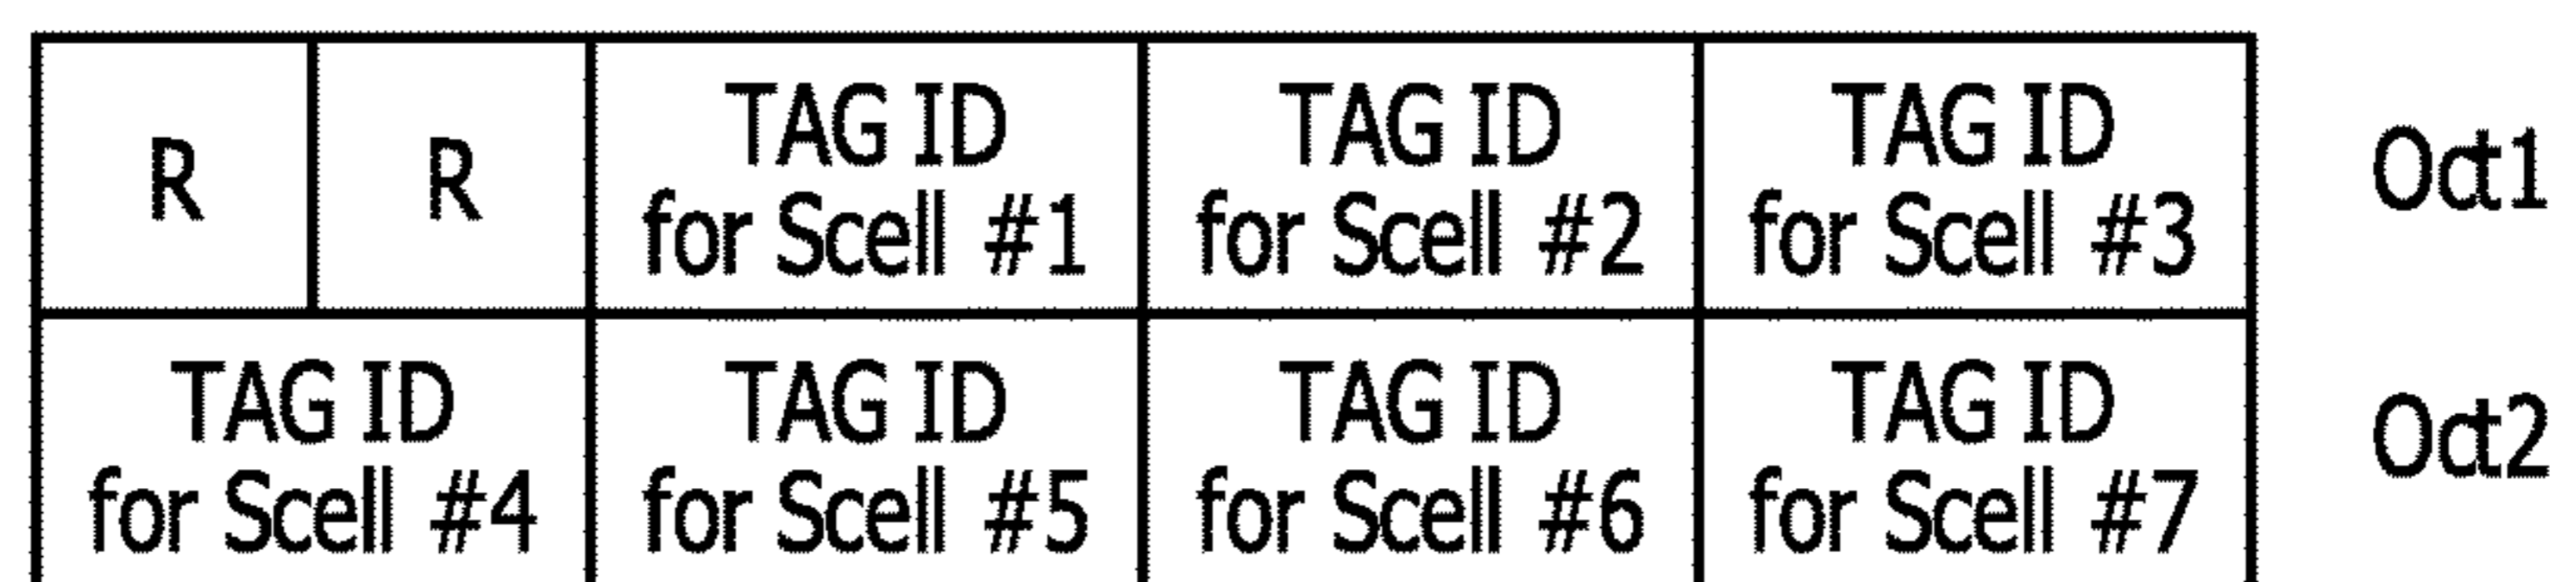 R R TAG ID for Scell #1 TAG ID for Scell #2 TAG ID for Scell #3 Oct1
TAG ID for Scell #4 TAG ID for Scell #5 TAG ID for Scell #6 TAG ID for Scell #7 Oct2